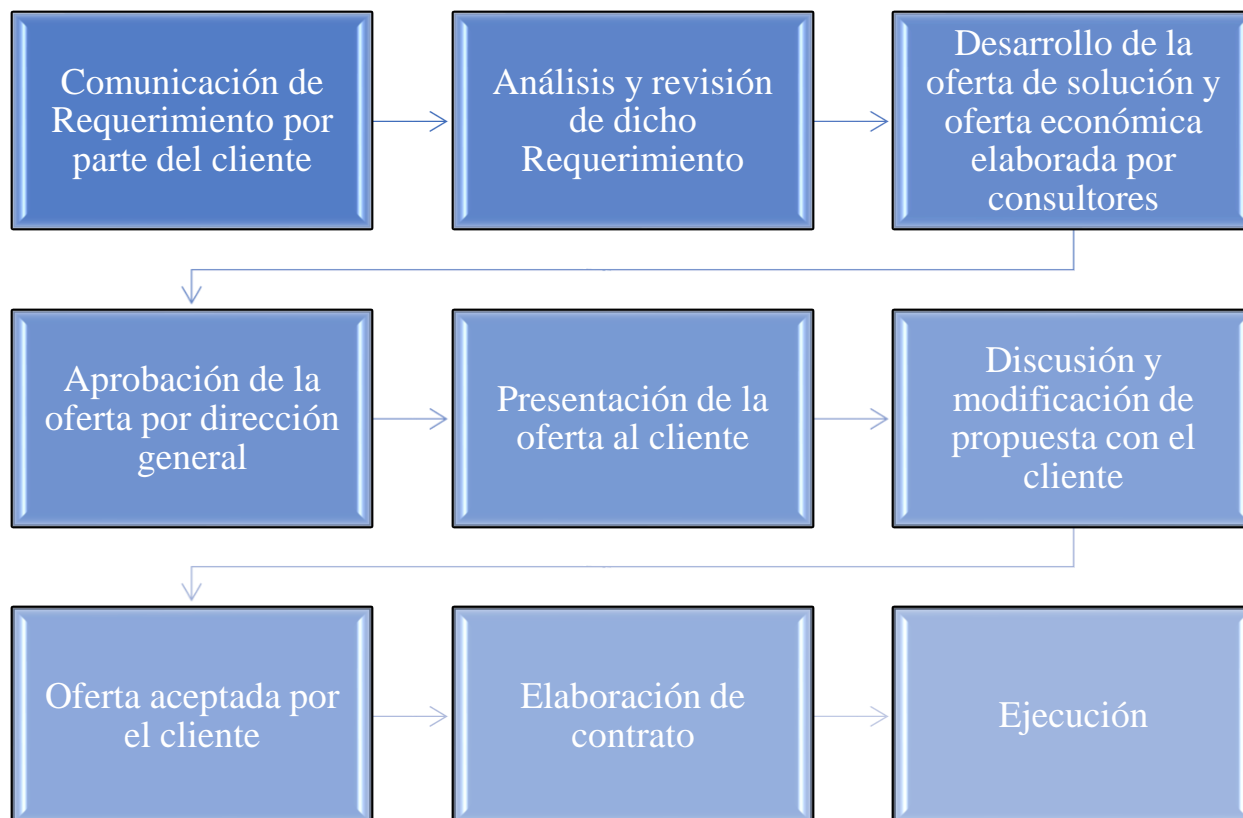 Comunicación de
Requerimiento por
parte del cliente
Análisis y revisión
de dicho
Requerimiento
Desarrollo de la
oferta de solución y
oferta económica
elaborada por
consultores
Aprobación de la
oferta por dirección
general
Presentación de la
oferta al cliente
Discusión y
modificación de
propuesta con el
cliente
Oferta aceptada por
el cliente
Elaboración de
contrato
Ejecución